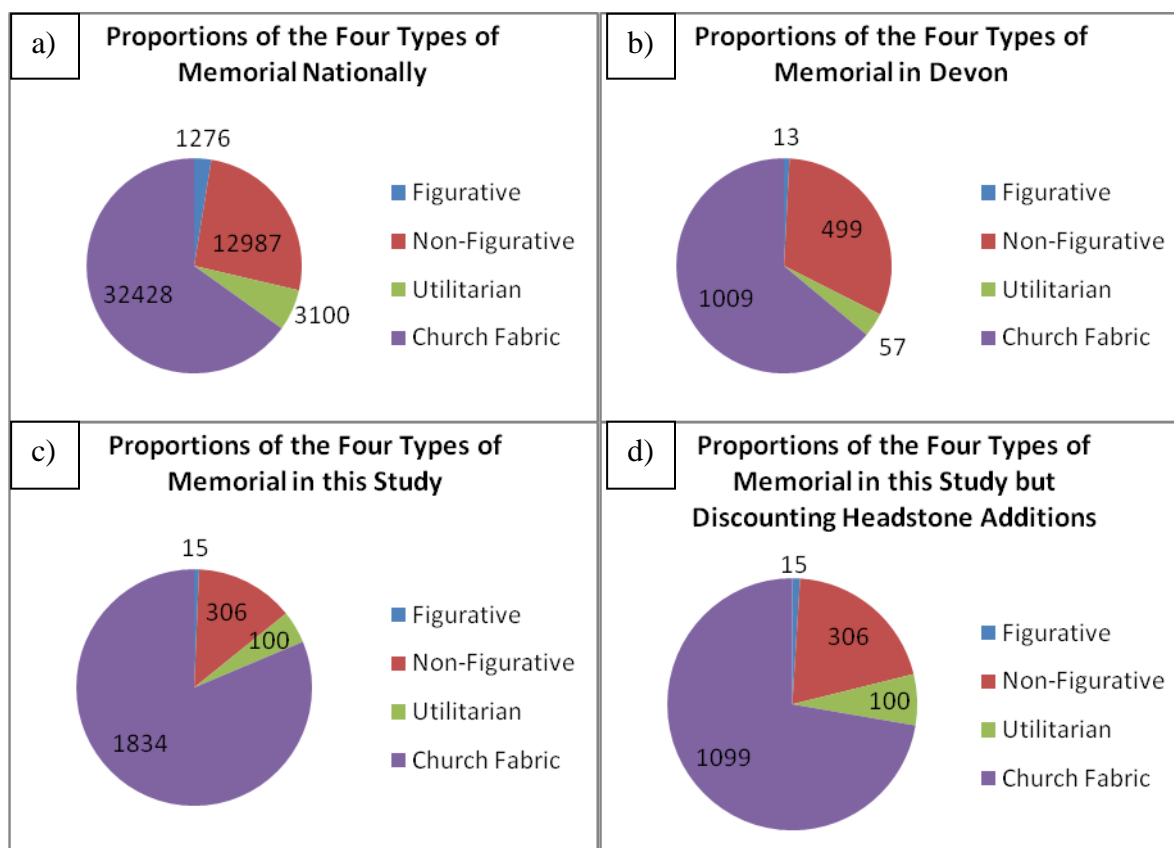 a)
Proportions of the Four Types of
Memorial Nationally
1276
12987
3100
32428
Figurative
Non-Figurative
Utilitarian
Church Fabric
b)
Proportions of the Four Types of
Memorial in Devon
13
499
57
1009
Figurative
Non-Figurative
Utilitarian
Church Fabric
c)
Proportions of the Four Types of
Memorial in this Study
15
306
100
1834
Figurative
Non-Figurative
Utilitarian
Church Fabric
d)
Proportions of the Four Types of
Memorial in this Study but
Discounting Headstone Additions
15
306
100
1099
Figurative
Non-Figurative
Utilitarian
Church Fabric